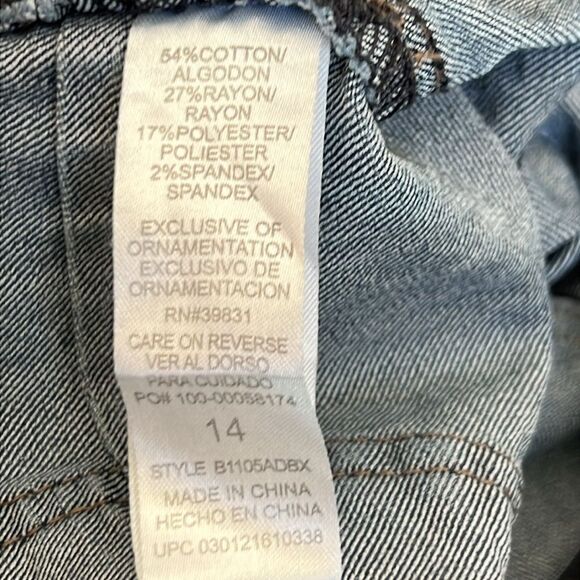 54%COTTON/
ALGODON
27%RAYON/
RAYON
17%POLYESTER/
POLIESTER
2%SPANDEX/
SPANDEX
EXCLUSIVE OF
ORNAMENTATION
EXCLUSIVO DE
ORNAMENTACION
RN#39831
CARE ON REVERSE
VER AL DORSO
PARA CUIDADO
PO# 100-00058174
14
STYLE B1105ADBX
MADE IN CHINA
HECHO EN CHINA
UPC 030121610338